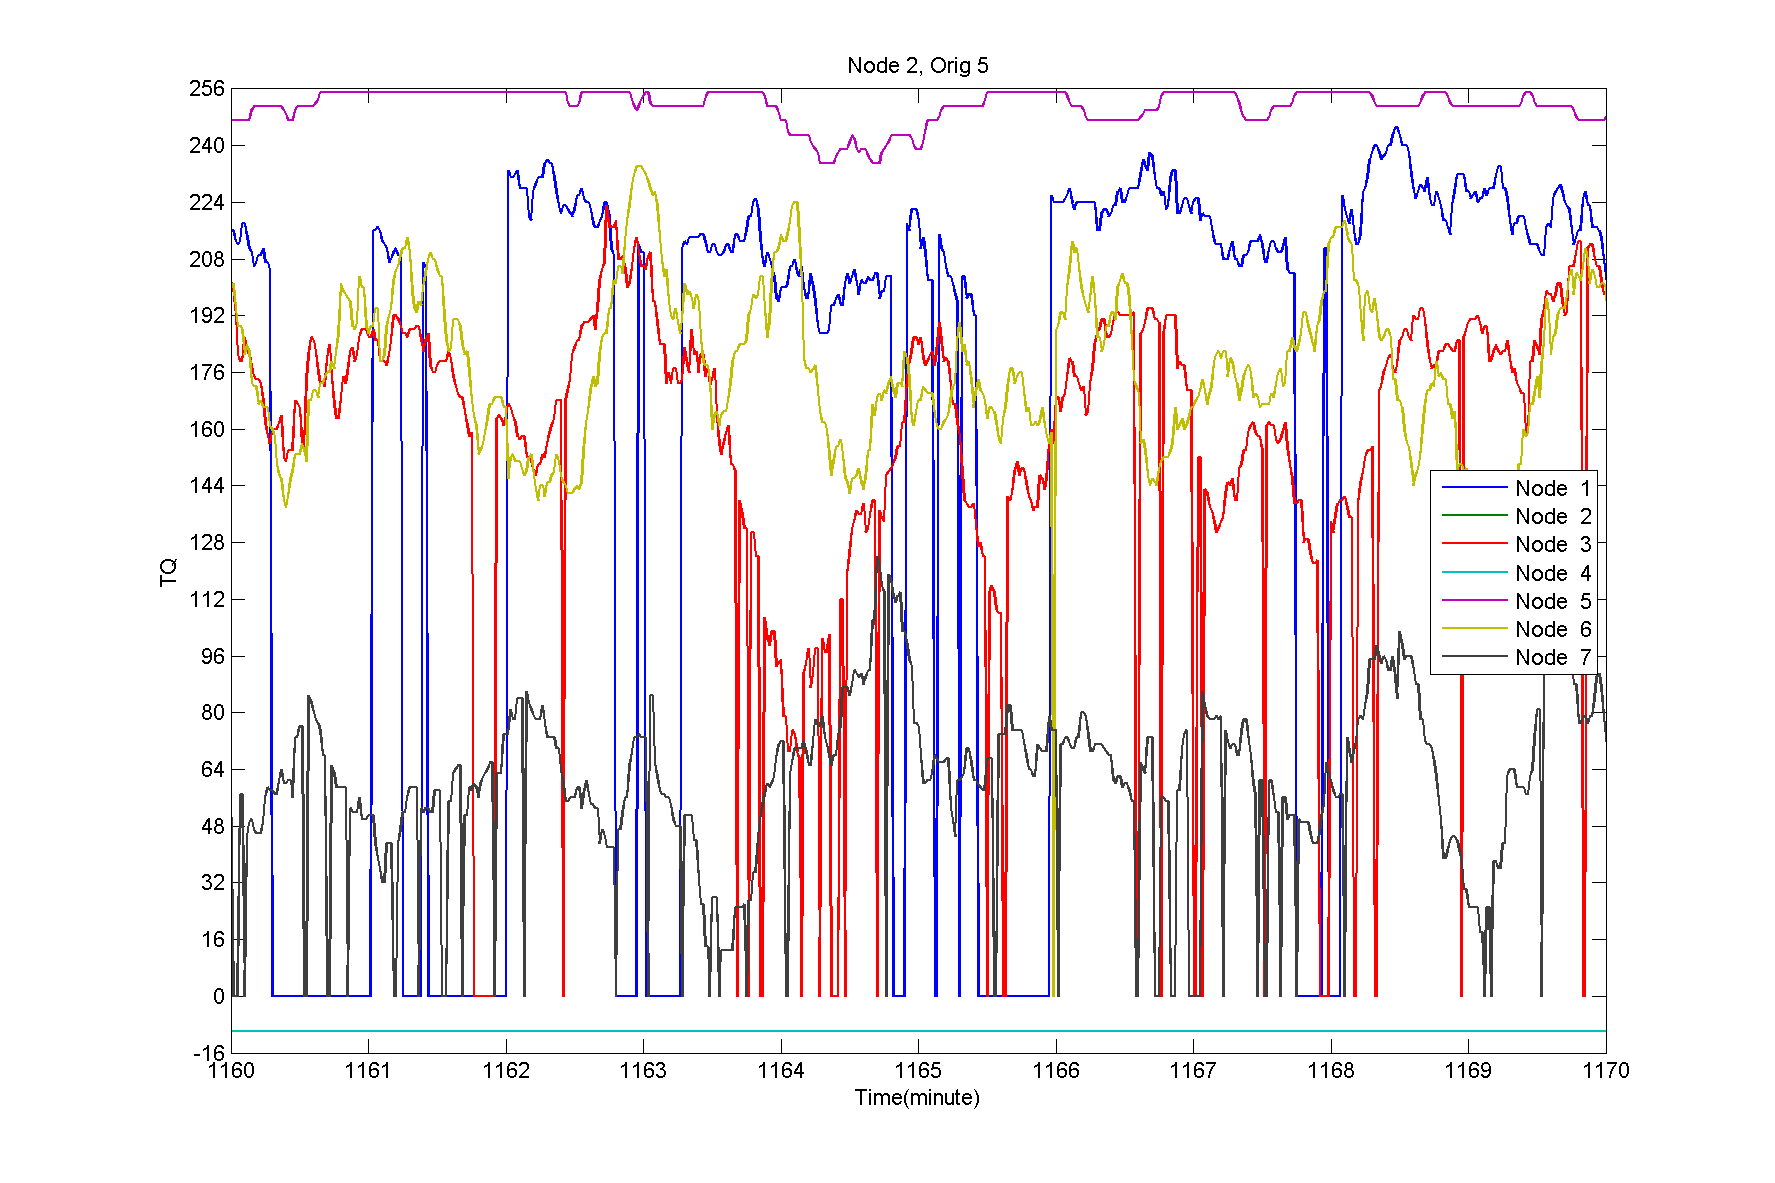 Node 2, Orig 5
256
240
224
208
192
176
160
144
128
112
96
80
64
48
32
16
0
-16
TQ
1160 1161 1162 1163 1164 1165 1166 1167 1168 1169 1170
Time(minute)
Node 1
Node 2
Node 3
Node 4
Node 5
Node 6
Node 7